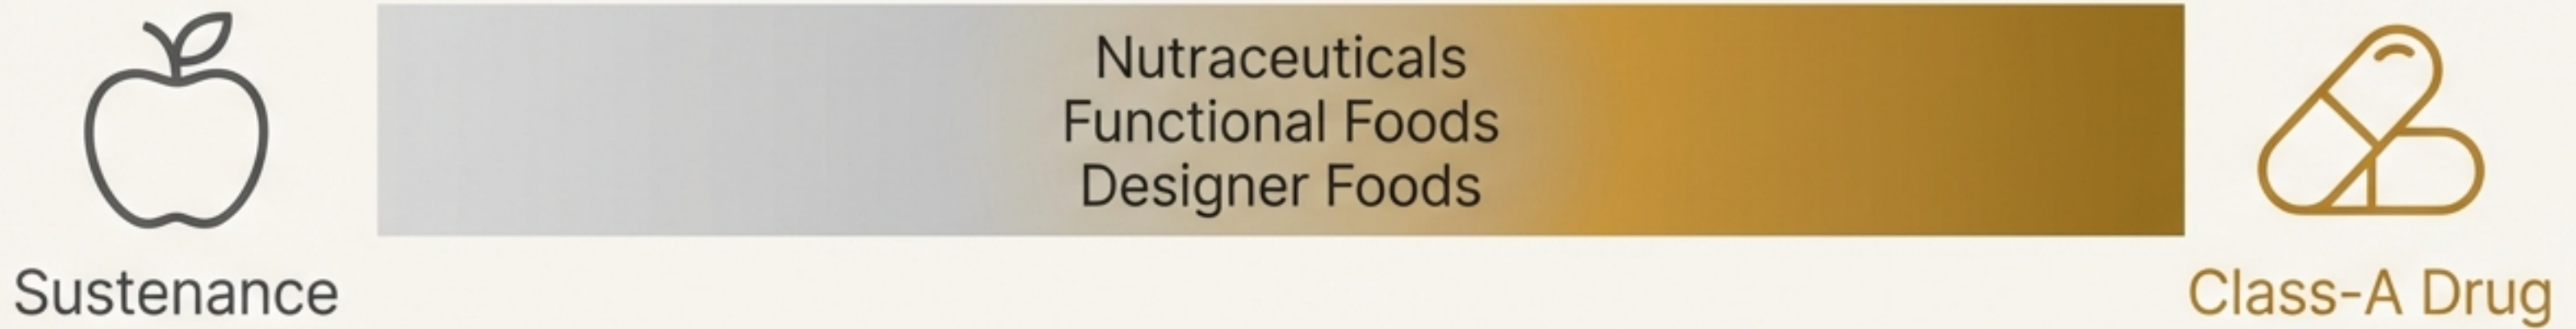 Nutraceuticals
Functional Foods
Designer Foods
Sustenance
Class-A Drug